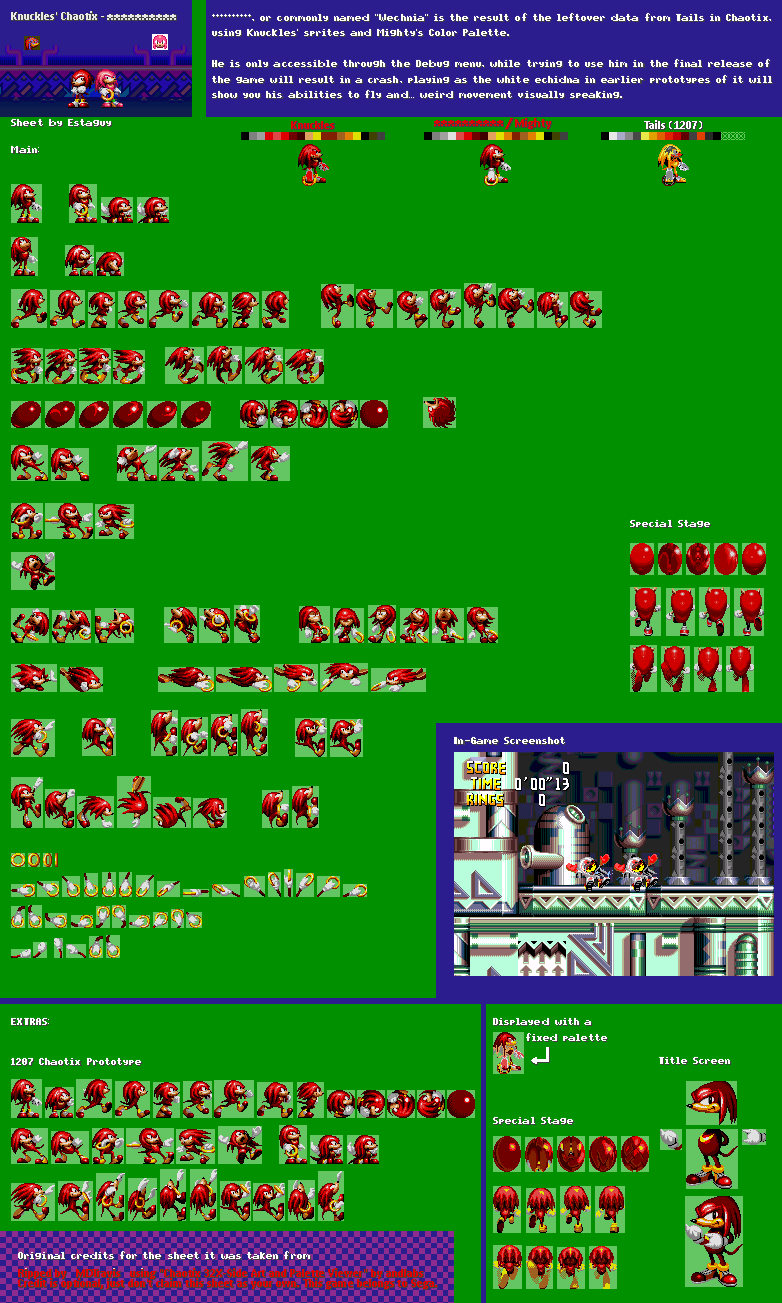 Knuckles' Chaotix - **********
**********, or commonly named "Wechnia" is the result of the leftover data from Tails in Chaotix,
using Knuckles' sprites and Mighty's Color Palette.
He is only accessible through the Debug menu, while trying to use him in the final release of
the game will result in a crash, playing as the white echidna in earlier prototypes of it will
show you his abilities to fly and... weird movement visually speaking.
Sheet by Estaguy
Knuckles
********** / Mighty
Tails (1207)
Main:
Special Stage
In-Game Screenshot
SCORE 0
TIME 0'00"13
RINGS 0
EXTRAS:
1207 Chaotix Prototype
Displayed with a
fixed palette
Title Screen
Special Stage
Original credits for the sheet it was taken from